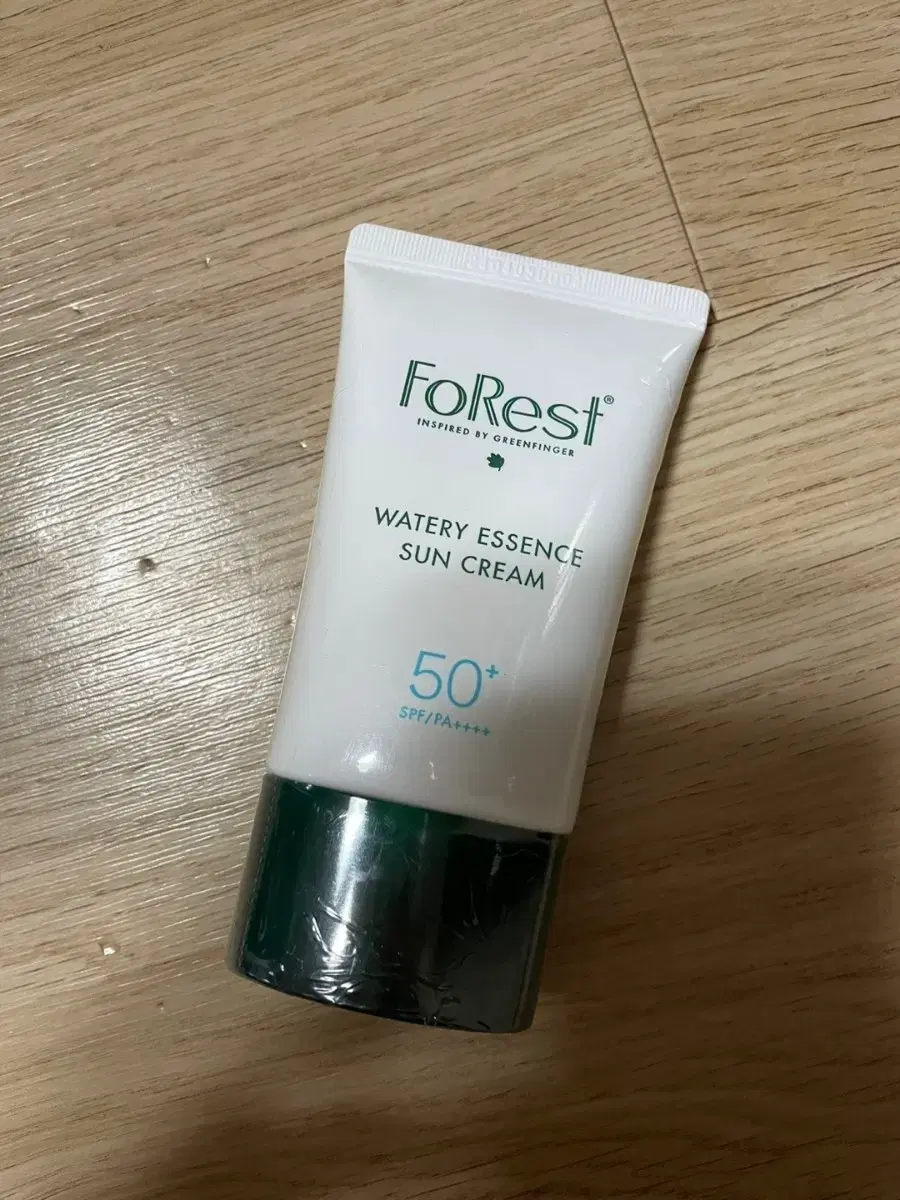 FoRest®
INSPIRED BY GREENFINGER
WATERY ESSENCE
SUN CREAM
50+
SPF/PA++++